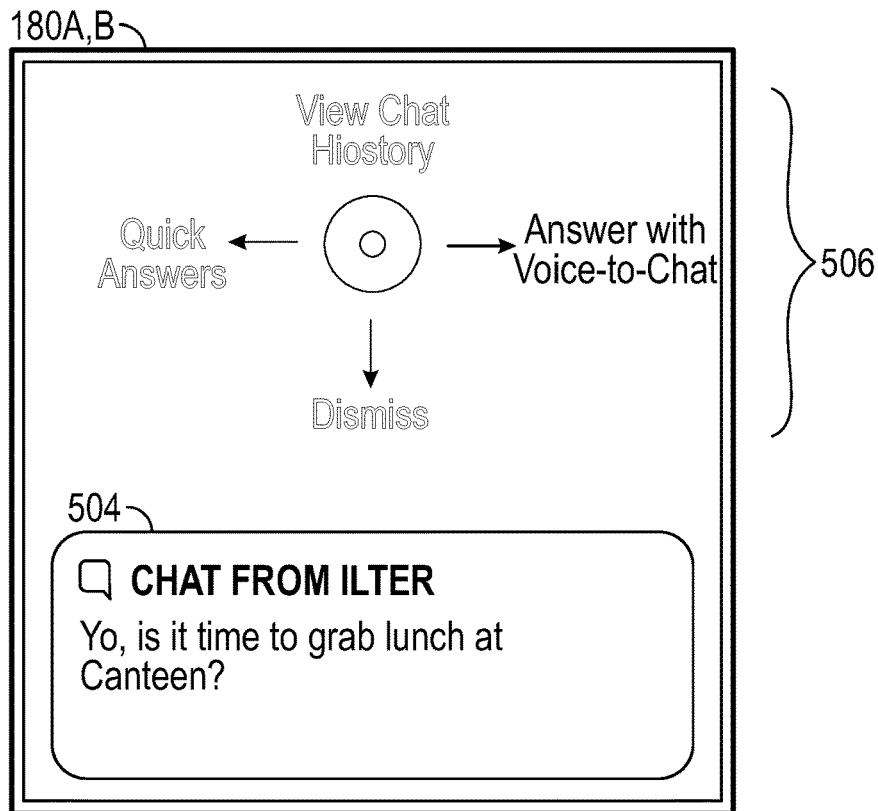 180A,B
View Chat
Hiostory
Quick
Answers
Answer with
Voice-to-Chat
506
Dismiss
504
CHAT FROM ILTER
Yo, is it time to grab lunch at
Canteen?